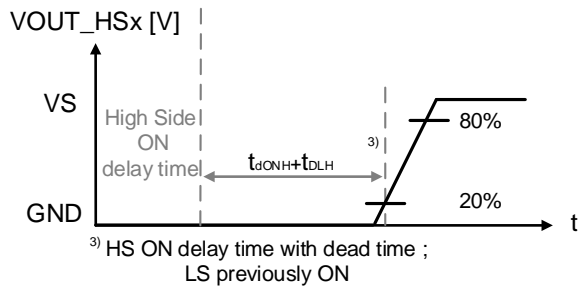 VOUT_HSx [V]
VS
High Side
ON
delay time
3)
80%
tdONH+tDLH
20%
GND
t
3) HS ON delay time with dead time ;
LS previously ON